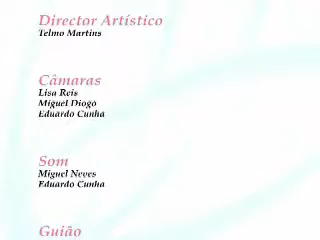 Director Artístico
Telmo Martins
Câmaras
Lisa Reis
Miguel Diogo
Eduardo Cunha
Som
Miguel Neves
Eduardo Cunha
Guião